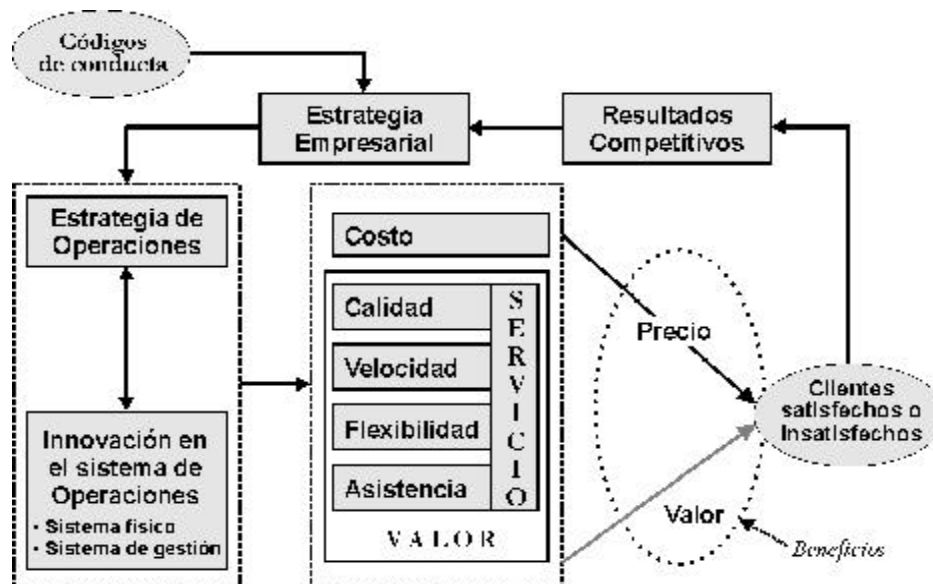 Códigos
de conducta
Estrategia
Empresarial
Resultados
Competitivos
Estrategia de
Operaciones
Innovación en
el sistema de
Operaciones
· Sistema físico
· Sistema de gestión
Costo
Calidad
Velocidad
Flexibilidad
Asistencia
SERVICIO
VALOR
Precio
Valor
Beneficios
Clientes
satisfechos o
insatisfechos